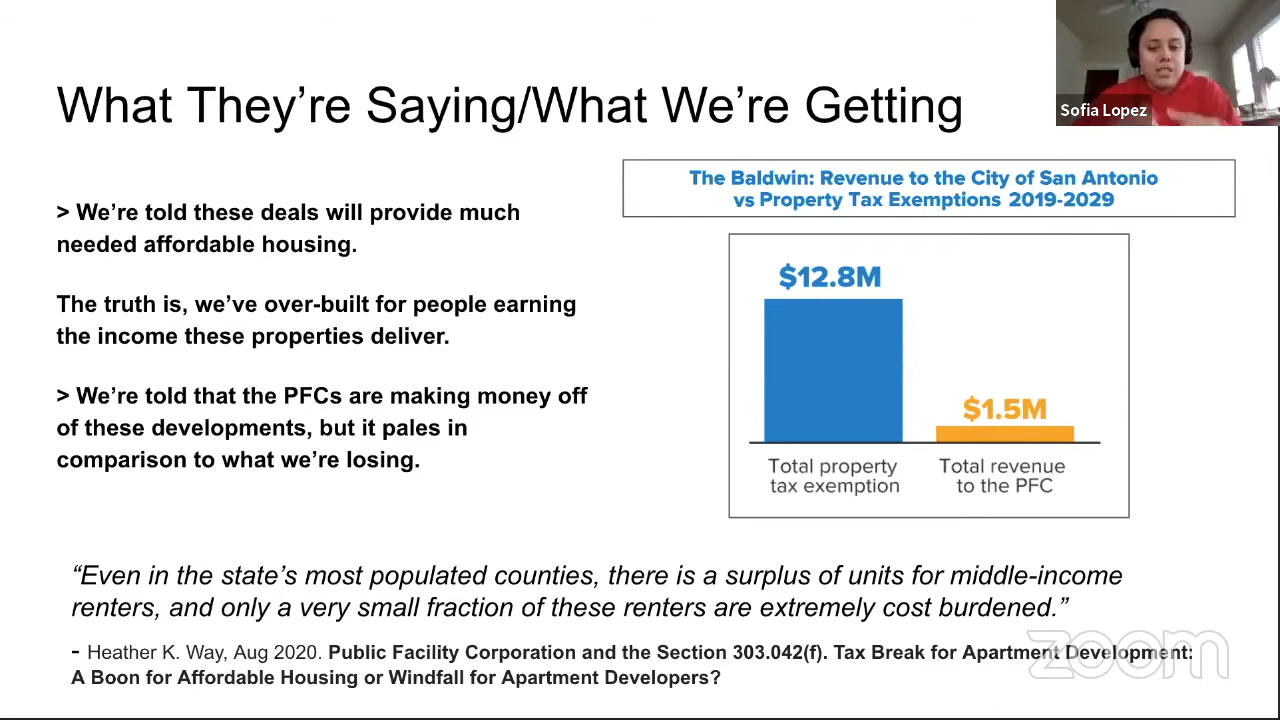 What They’re Saying/What We’re Getting
Sofia Lopez
> We’re told these deals will provide much
needed affordable housing.
The truth is, we’ve over-built for people earning
the income these properties deliver.
> We’re told that the PFCs are making money off
of these developments, but it pales in
comparison to what we’re losing.
The Baldwin: Revenue to the City of San Antonio
vs Property Tax Exemptions 2019-2029
$12.8M
$1.5M
Total property
tax exemption
Total revenue
to the PFC
“Even in the state’s most populated counties, there is a surplus of units for middle-income
renters, and only a very small fraction of these renters are extremely cost burdened.”
- Heather K. Way, Aug 2020. Public Facility Corporation and the Section 303.042(f). Tax Break for Apartment Development:
A Boon for Affordable Housing or Windfall for Apartment Developers?
zoom